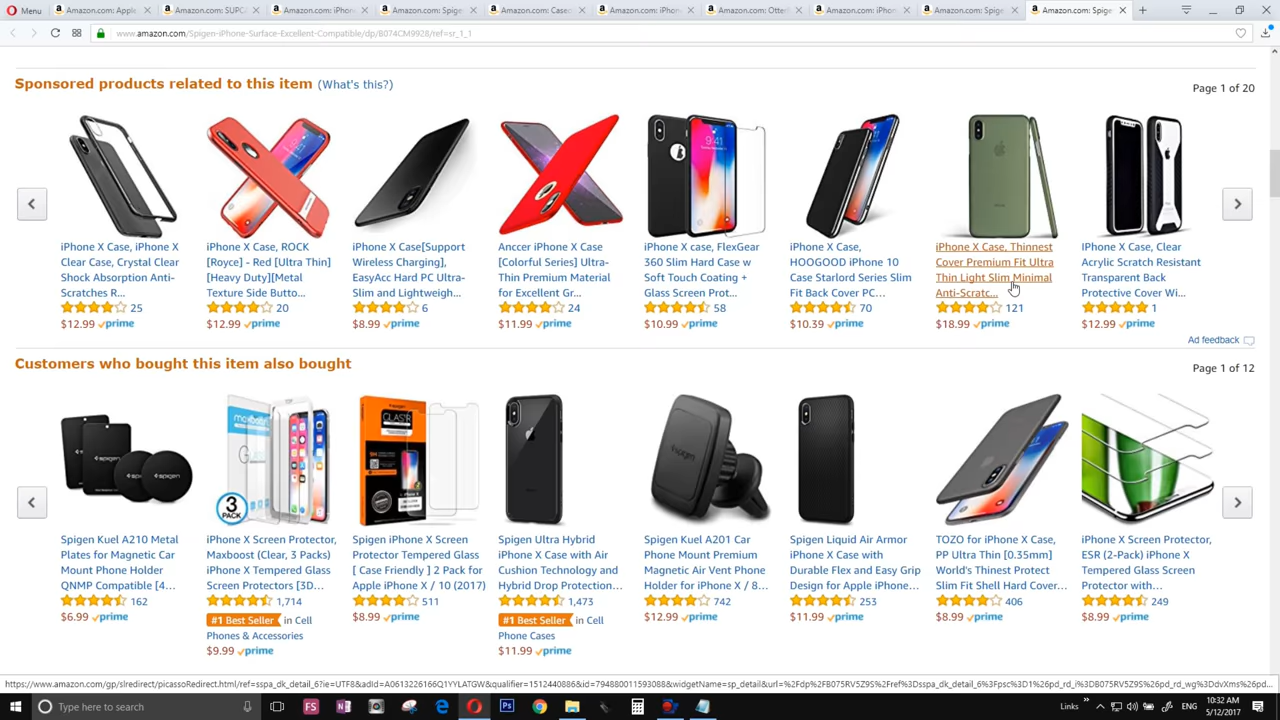 Menu
Amazon.com: Apple
Amazon.com: SUPC
Amazon.com: iPhon
Amazon.com: Spiger
Amazon.com: Caseo
Amazon.com: iPhon
Amazon.com: Otterl
Amazon.com: iPhon
Amazon.com: Spiger
Amazon.com: Spige
www.amazon.com/Spigen-iPhone-Surface-Excellent-Compatible/dp/B074CM9928/ref=sr_1_1
Sponsored products related to this item (What's this?)
Page 1 of 20
9:41
iPhone X Case, iPhone X
Clear Case, Crystal Clear
Shock Absorption Anti-
Scratches R...
25
$12.99 prime
iPhone X Case, ROCK
[Royce] - Red [Ultra Thin]
[Heavy Duty][Metal
Texture Side Butto...
20
$12.99 prime
iPhone X Case[Support
Wireless Charging],
EasyAcc Hard PC Ultra-
Slim and Lightweigh...
6
$8.99 prime
Anccer iPhone X Case
[Colorful Series] Ultra-
Thin Premium Material
for Excellent Gr...
24
$11.99 prime
iPhone X case, FlexGear
360 Slim Hard Case w
Soft Touch Coating +
Glass Screen Prot...
58
$10.99 prime
iPhone X Case,
HOOGOOD iPhone 10
Case Starlord Series Slim
Fit Back Cover PC...
70
$10.39 prime
iPhone X Case, Thinnest
Cover Premium Fit Ultra
Thin Light Slim Minimal
Anti-Scratc...
121
$18.99 prime
iPhone X Case, Clear
Acrylic Scratch Resistant
Transparent Back
Protective Cover Wi...
1
$12.99 prime
Ad feedback
Customers who bought this item also bought
Page 1 of 12
spigen
spigen
maxboost
3
PACK
spigen
GLAS.tR
spigen
Spigen Kuel A210 Metal
Plates for Magnetic Car
Mount Phone Holder
QNMP Compatible [4...
162
$6.99 prime
iPhone X Screen Protector,
Maxboost (Clear, 3 Packs)
iPhone X Tempered Glass
Screen Protectors [3D...
1,714
#1 Best Seller in Cell
Phones & Accessories
$9.99 prime
Spigen iPhone X Screen
Protector Tempered Glass
[ Case Friendly ] 2 Pack for
Apple iPhone X / 10 (2017)
511
$8.99 prime
Spigen Ultra Hybrid
iPhone X Case with Air
Cushion Technology and
Hybrid Drop Protection...
1,473
#1 Best Seller in Cell
Phone Cases
$11.99 prime
Spigen Kuel A201 Car
Phone Mount Premium
Magnetic Air Vent Phone
Holder for iPhone X / 8...
742
$12.99 prime
Spigen Liquid Air Armor
iPhone X Case with
Durable Flex and Easy Grip
Design for Apple iPhone...
253
$11.99 prime
TOZO for iPhone X Case,
PP Ultra Thin [0.35mm]
World's Thinnest Protect
Slim Fit Shell Hard Cover...
406
$8.99 prime
iPhone X Screen Protector,
ESR (2-Pack) iPhone X
Tempered Glass Screen
Protector with...
249
$8.99 prime
https://www.amazon.com/gp/slredirect/picassoRedirect.html/ref=sspa_dk_detail_6?ie=UTF8&adId=A0613226166Q1YYLATGW&qualifier=1512440886&id=794880011593088&widgetName=sp_detail&url=%2Fdp%2FB075RV5Z9S%2Fref%3Dsspa_dk_detail_6%3Fpsc%3D1%26pd_rd_i%3DB075RV5Z9S%26pd_rd_wg%3DdvXms%26pd...
Type here to search
FS
Ps
Links
10:32 AM
5/12/2017